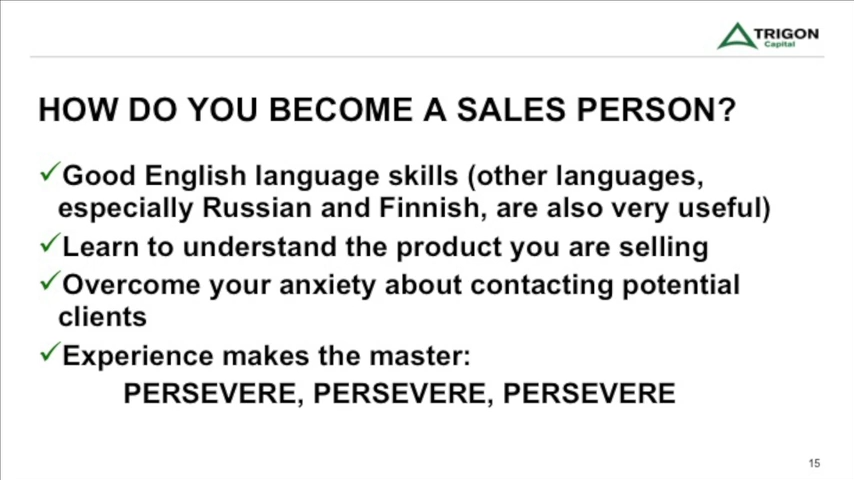 TRIGON
Capital
HOW DO YOU BECOME A SALES PERSON?
✓Good English language skills (other languages,
especially Russian and Finnish, are also very useful)
✓Learn to understand the product you are selling
✓Overcome your anxiety about contacting potential
clients
✓Experience makes the master:
PERSEVERE, PERSEVERE, PERSEVERE
15